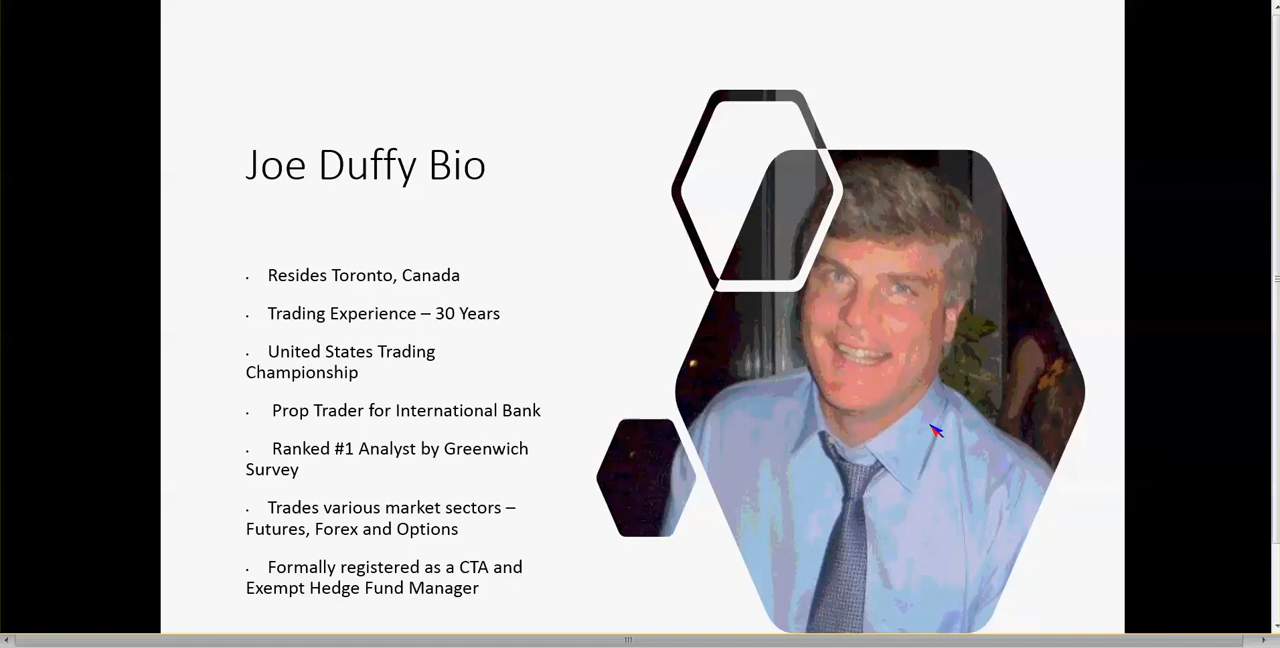 Joe Duffy Bio
· Resides Toronto, Canada
· Trading Experience – 30 Years
· United States Trading
Championship
· Prop Trader for International Bank
· Ranked #1 Analyst by Greenwich
Survey
· Trades various market sectors –
Futures, Forex and Options
· Formally registered as a CTA and
Exempt Hedge Fund Manager